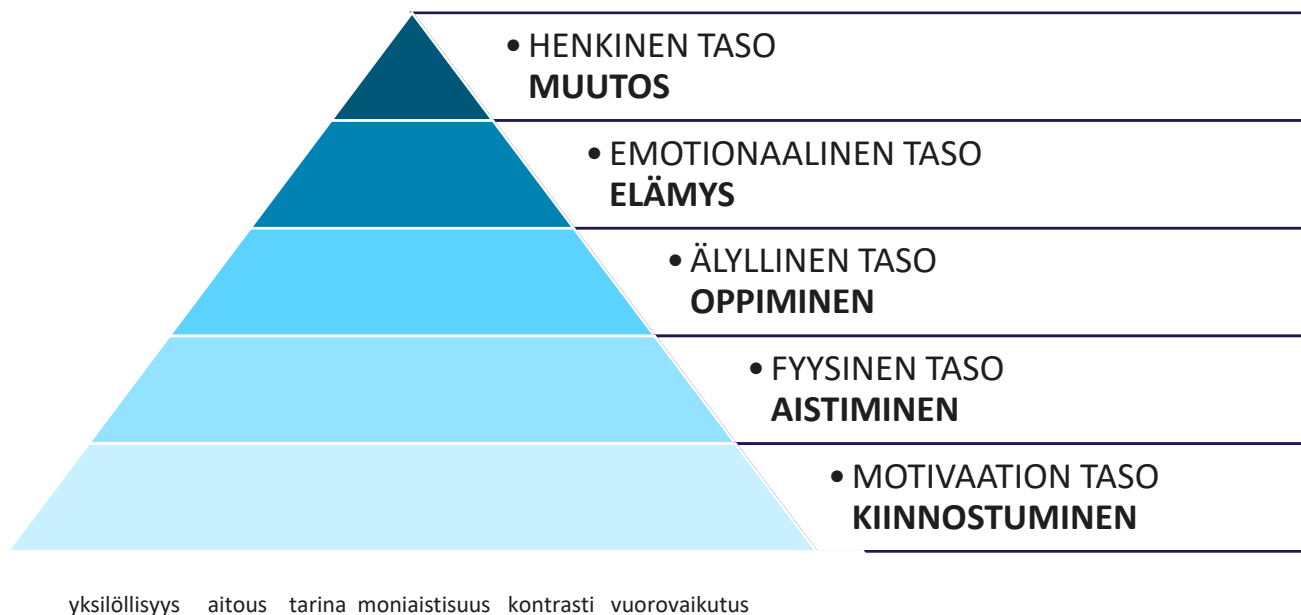 • HENKINEN TASO
MUUTOS
• EMOTIONAALINEN TASO
ELÄMYS
• ÄLYLLINEN TASO
OPPIMINEN
• FYYSINEN TASO
AISTIMINEN
• MOTIVAATION TASO
KIINNOSTUMINEN
yksilöllisyys aitous tarina moniaistisuus kontrasti vuorovaikutus